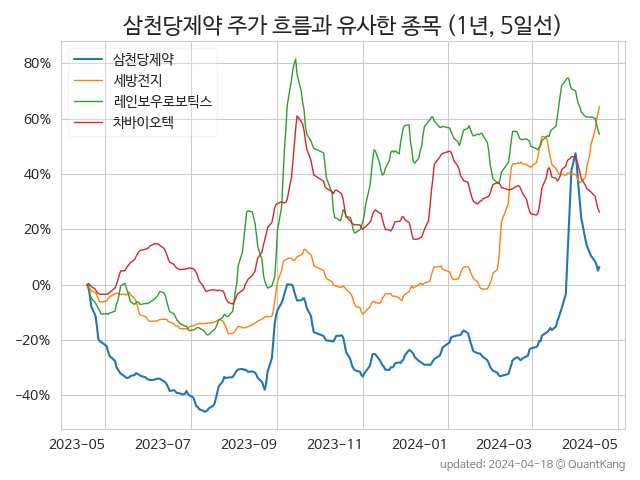 삼천당제약 주가 흐름과 유사한 종목 (1년, 5일선)
삼천당제약
세방전지
레인보우로보틱스
차바이오텍
80%
60%
40%
20%
0%
−20%
−40%
2023-05 2023-07 2023-09 2023-11 2024-01 2024-03 2024-05
updated: 2024-04-18 © QuantKang